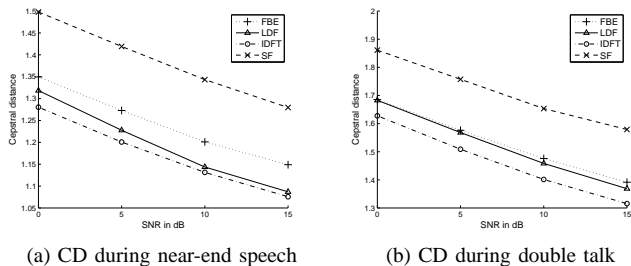 1.5
1.45
1.4
1.35
1.3
1.25
1.2
1.15
1.1
1.05
0 5 10 15
SNR in dB
Cepstral distance
FBE
LDF
IDFT
SF
(a) CD during near-end speech
2
1.9
1.8
1.7
1.6
1.5
1.4
1.3
0 5 10 15
SNR in dB
Cepstral distance
FBE
LDF
IDFT
SF
(b) CD during double talk